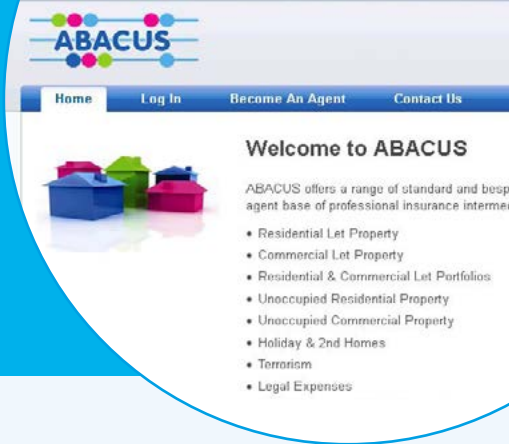 ABACUS
Home Log In Become An Agent Contact Us
Welcome to ABACUS
ABACUS offers a range of standard and besp
agent base of professional insurance intermed
• Residential Let Property
• Commercial Let Property
• Residential & Commercial Let Portfolios
• Unoccupied Residential Property
• Unoccupied Commercial Property
• Holiday & 2nd Homes
• Terrorism
• Legal Expenses